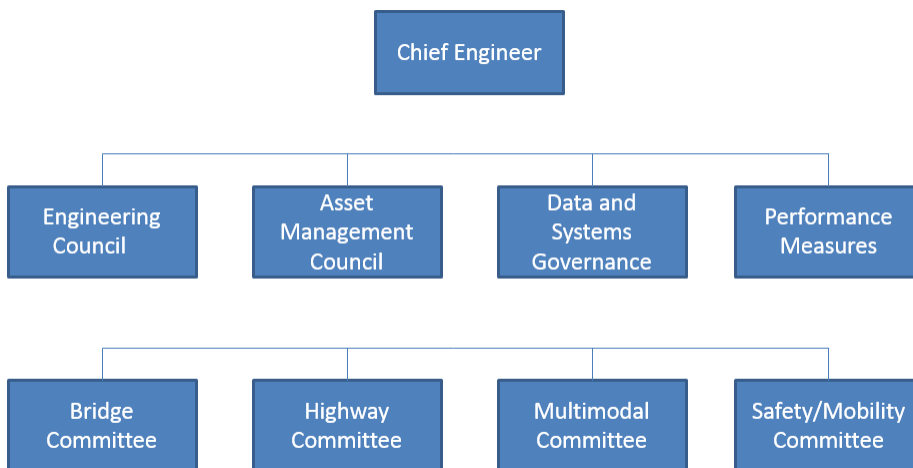 Chief Engineer
Engineering
Council
Asset
Management
Council
Data and
Systems
Governance
Performance
Measures
Bridge
Committee
Highway
Committee
Multimodal
Committee
Safety/Mobility
Committee